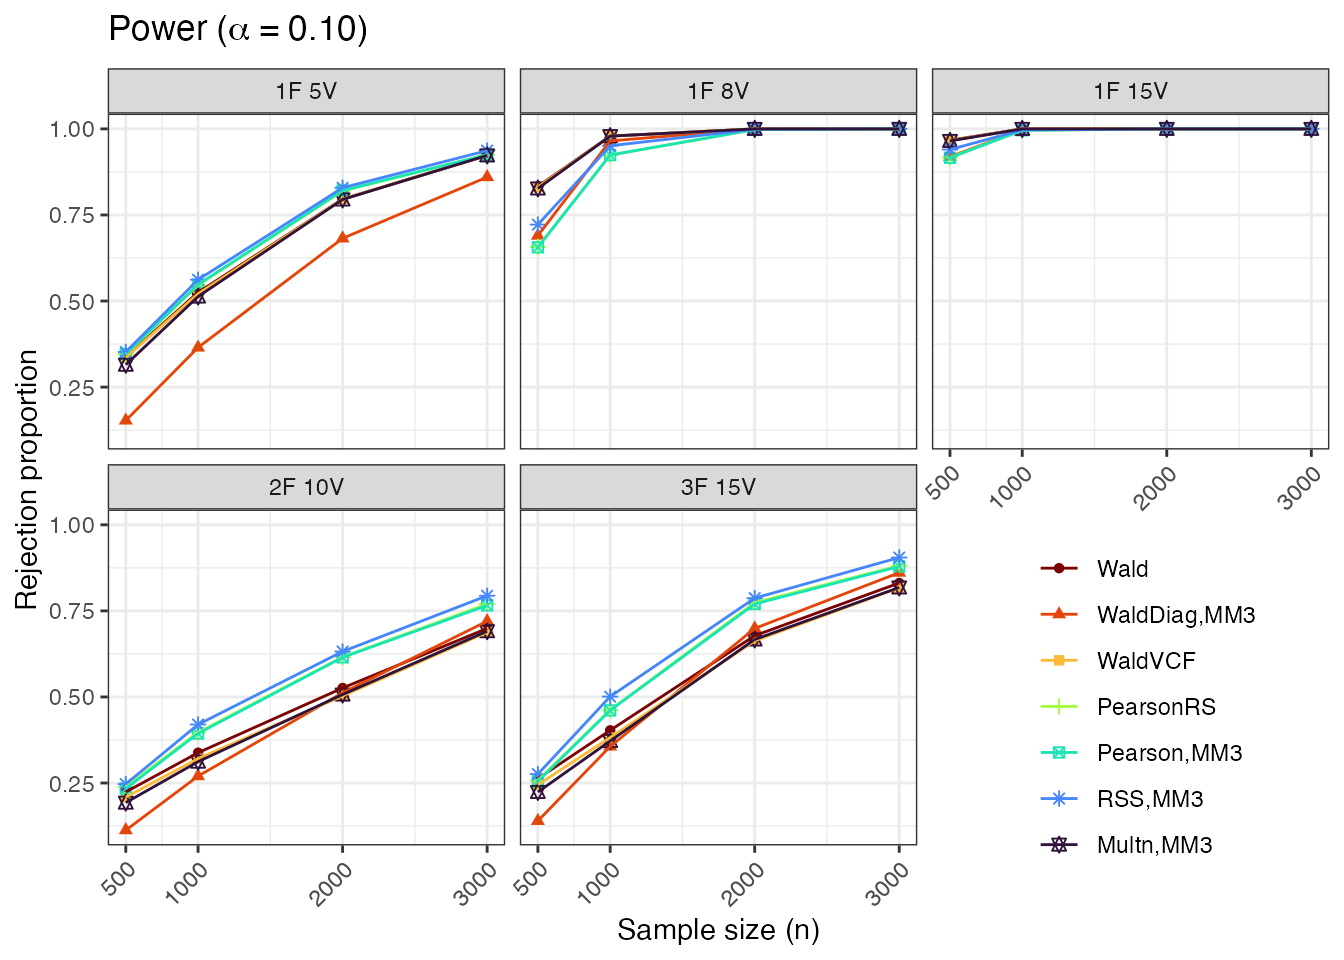 Power (α = 0.10)
1F 5V
1F 8V
1F 15V
1.00
0.75
0.50
0.25
500
1000
2000
3000
2F 10V
3F 15V
1.00
0.75
0.50
0.25
500
1000
2000
3000
500
1000
2000
3000
Rejection proportion
Sample size (n)
Wald
WaldDiag,MM3
WaldVCF
PearsonRS
Pearson,MM3
RSS,MM3
Multn,MM3